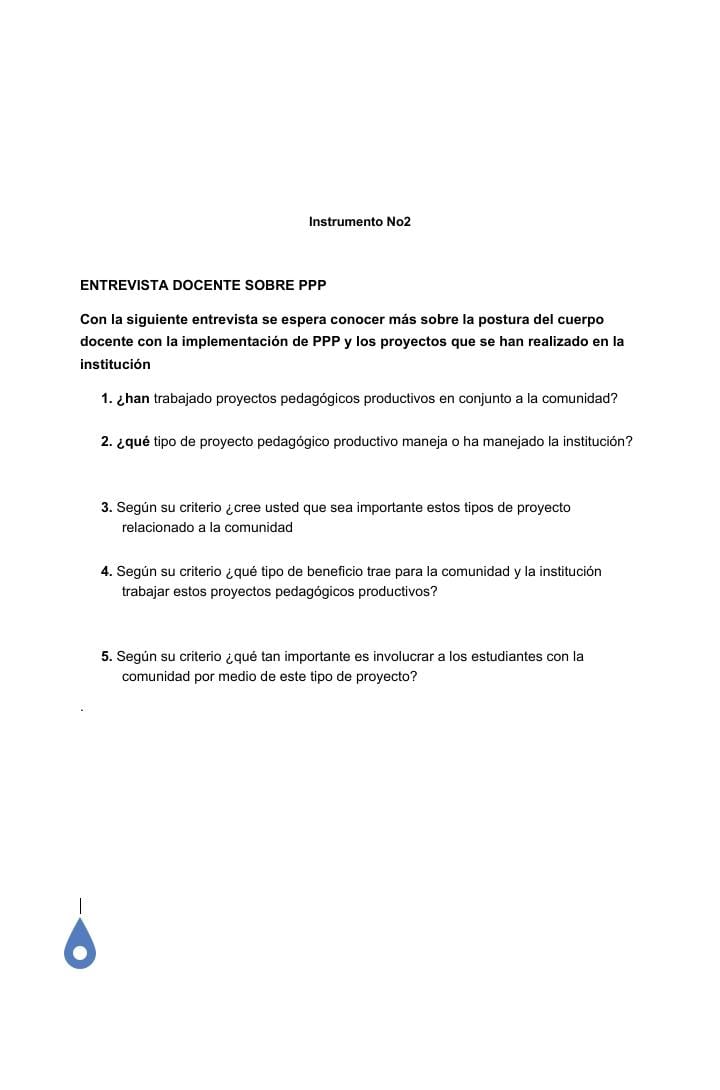 Instrumento No2
ENTREVISTA DOCENTE SOBRE PPP
Con la siguiente entrevista se espera conocer más sobre la postura del cuerpo
docente con la implementación de PPP y los proyectos que se han realizado en la
institución
1. ¿han trabajado proyectos pedagógicos productivos en conjunto a la comunidad?
2. ¿qué tipo de proyecto pedagógico productivo maneja o ha manejado la institución?
3. Según su criterio ¿cree usted que sea importante estos tipos de proyecto
relacionado a la comunidad
4. Según su criterio ¿qué tipo de beneficio trae para la comunidad y la institución
trabajar estos proyectos pedagógicos productivos?
5. Según su criterio ¿qué tan importante es involucrar a los estudiantes con la
comunidad por medio de este tipo de proyecto?
.